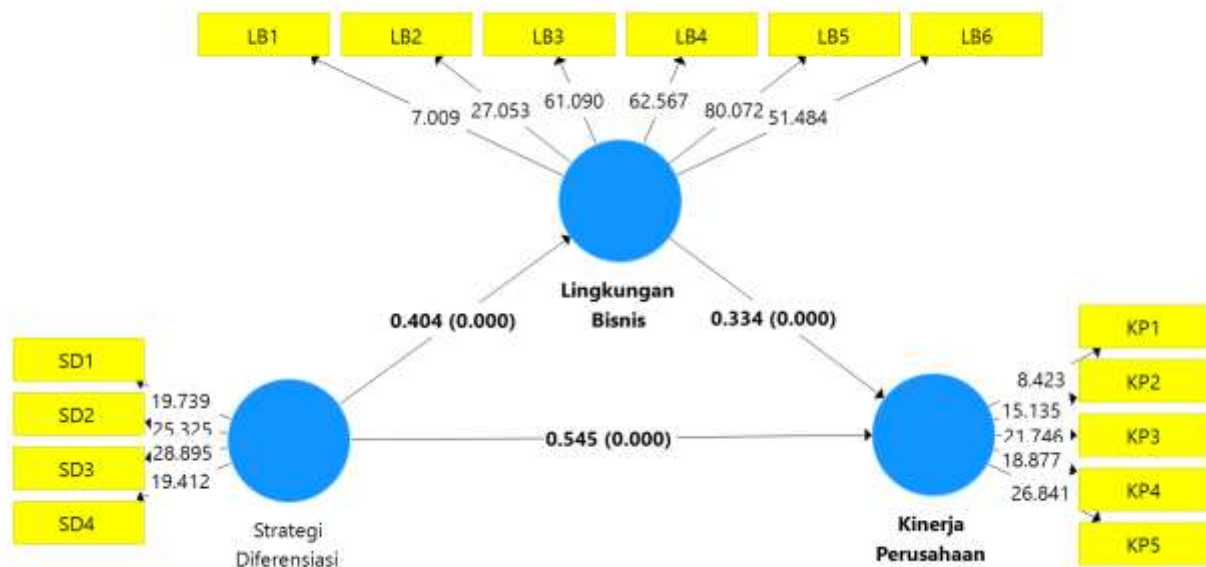 LB1 LB2 LB3 LB4 LB5 LB6
7.009 27.053 61.090 62.567 80.072 51.484
Lingkungan
Bisnis
0.404 (0.000) 0.334 (0.000)
SD1
SD2
SD3
SD4
19.739
25.325
28.895
19.412
Strategi
Diferensiasi
0.545 (0.000)
Kinerja
Perusahaan
8.423
15.135
21.746
18.877
26.841
KP1
KP2
KP3
KP4
KP5